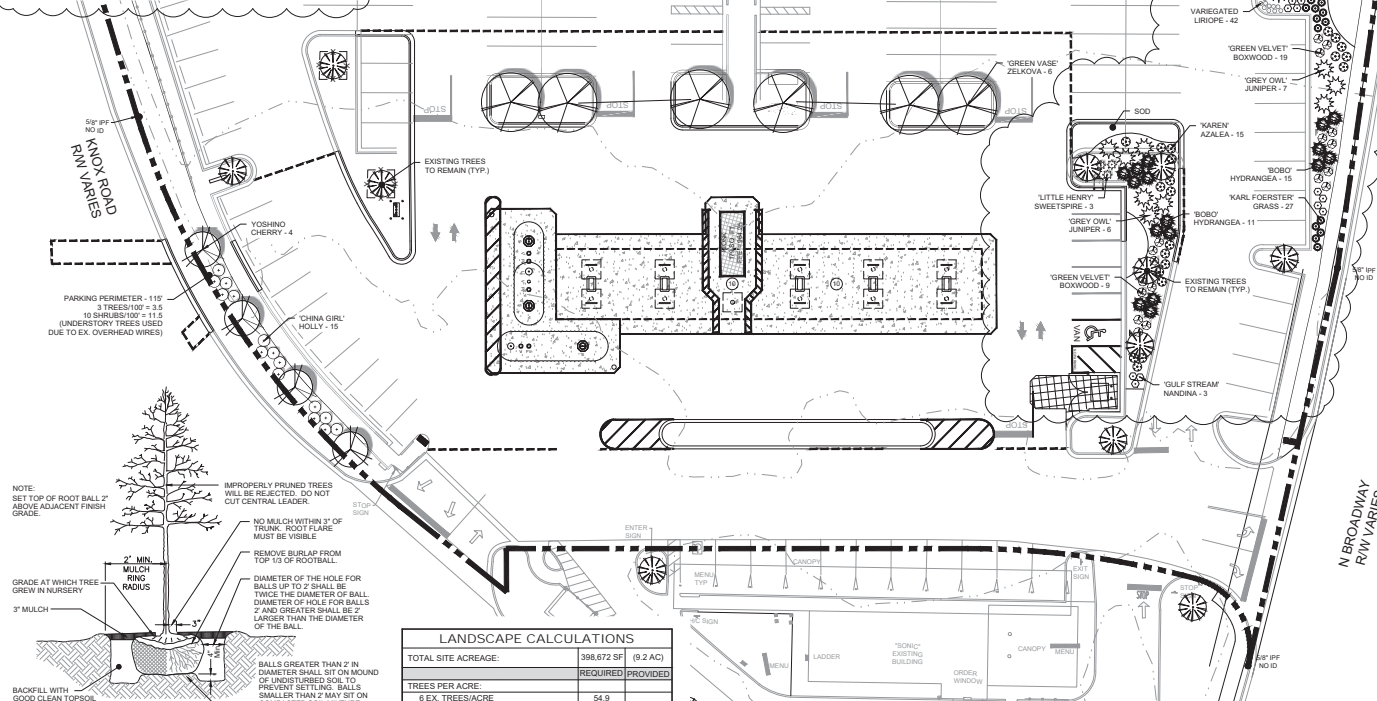 VARIEGATED
LIRIOPE - 42
'GREEN VELVET'
BOXWOOD - 19
'GREY OWL'
JUNIPER - 7
'GREEN VASE'
ZELKOVA - 6
STOP
STOP
STOP
SOD
'KAREN'
AZALEA - 15
5/8" IPF
NO ID
KNOX ROAD
R/W VARIES
EXISTING TREES
TO REMAIN (TYP.)
'BOBO'
HYDRANGEA - 15
'LITTLE HENRY'
SWEETSPIRE - 3
'KARL FOERSTER'
GRASS - 27
'GREY OWL'
JUNIPER - 6
'BOBO'
HYDRANGEA - 11
YOSHINO
CHERRY - 4
'GREEN VELVET'
BOXWOOD - 9
EXISTING TREES
TO REMAIN (TYP.)
5/8" IPF
NO ID
PARKING PERIMETER - 115'
3 TREES/100' = 3.5
10 SHRUBS/100' = 11.5
(UNDERSTORY TREES USED
DUE TO EX. OVERHEAD WIRES)
'CHINA GIRL'
HOLLY - 15
10
10
VAN
'GULF STREAM'
NANDINA - 3
STOP
NOTE:
SET TOP OF ROOT BALL 2"
ABOVE ADJACENT FINISH
GRADE.
IMPROPERLY PRUNED TREES
WILL BE REJECTED. DO NOT
CUT CENTRAL LEADER.
STOP
SIGN
NO MULCH WITHIN 3" OF
TRUNK. ROOT FLARE
MUST BE VISIBLE
ENTER
SIGN
N BROADWAY
R/W VARIES
2' MIN.
MULCH
RING
RADIUS
REMOVE BURLAP FROM
TOP 1/3 OF ROOTBALL.
GRADE AT WHICH TREE
GREW IN NURSERY
DIAMETER OF THE HOLE FOR
BALLS UP TO 2' SHALL BE
TWICE THE DIAMETER OF BALL.
DIAMETER OF HOLE FOR BALLS
2' AND GREATER SHALL BE 2'
LARGER THAN THE DIAMETER
OF THE BALL.
MENU
TYP
CANOPY
EXIT
SIGN
STOP
STOP
3" MULCH
3"
4"
Min.
H/C SIGN
LANDSCAPE CALCULATIONS
TOTAL SITE ACREAGE: 398,672 SF (9.2 AC)
REQUIRED PROVIDED
TREES PER ACRE:
6 EX. TREES/ACRE 54.9
MENU
LADDER
"SONIC"
EXISTING
BUILDING
CANOPY
MENU
ORDER
WINDOW
5/8" IPF
NO ID
BALLS GREATER THAN 2' IN
DIAMETER SHALL SIT ON MOUND
OF UNDISTURBED SOIL TO
PREVENT SETTLING. BALLS
SMALLER THAN 2' MAY SIT ON
BACKFILL WITH
GOOD CLEAN TOPSOIL